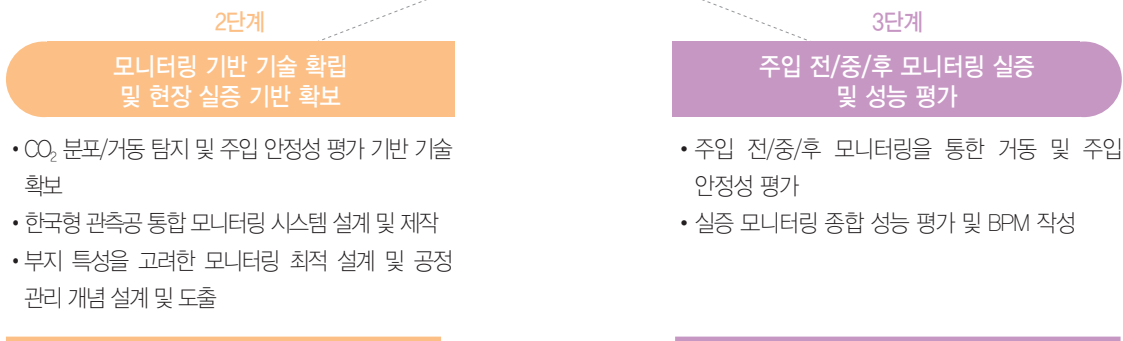 2단계
모니터링 기반 기술 확립
및 현장 실증 기반 확보
• CO₂ 분포/거동 탐지 및 주입 안정성 평가 기반 기술
확보
• 한국형 관측공 통합 모니터링 시스템 설계 및 제작
• 부지 특성을 고려한 모니터링 최적 설계 및 공정
관리 개념 설계 및 도출
3단계
주입 전/중/후 모니터링 실증
및 성능 평가
• 주입 전/중/후 모니터링을 통한 거동 및 주입
안정성 평가
• 실증 모니터링 종합 성능 평가 및 BPM 작성